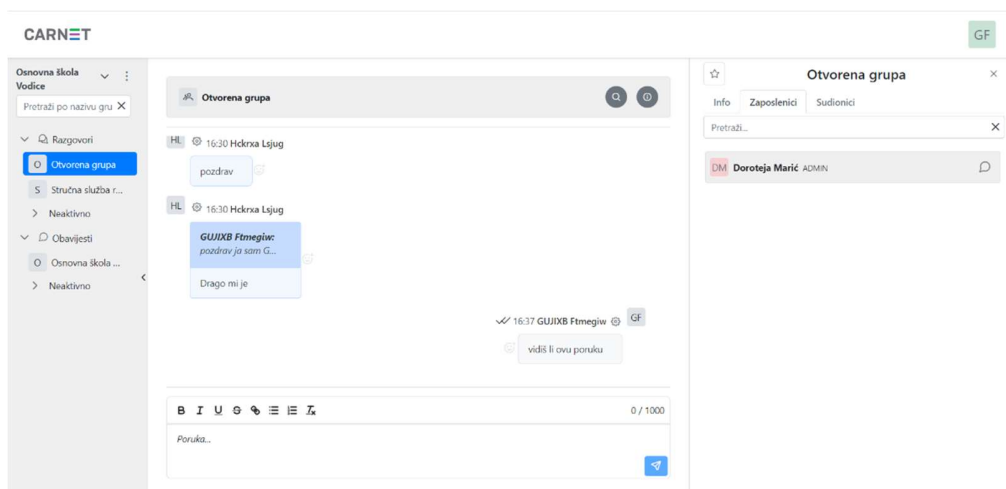 CARNET
GF
Osnovna škola
Vodice
Pretraži po nazivu gru
Razgovori
O Otvorena grupa
S Stručna služba r...
Neaktivno
Obavijesti
O Osnovna škola ...
Neaktivno
Otvorena grupa
HL 16:30 Hckrxa Lsjug
pozdrav
HL 16:30 Hckrxa Lsjug
GUJIXB Ftmegiw:
pozdrav ja sam G...
Drago mi je
16:37 GUJIXB Ftmegiw GF
vidiš li ovu poruku
B I U S Tx 0 / 1000
Poruka...
Otvorena grupa
Info Zaposlenici Sudionici
Pretraži...
DM Doroteja Marić ADMIN